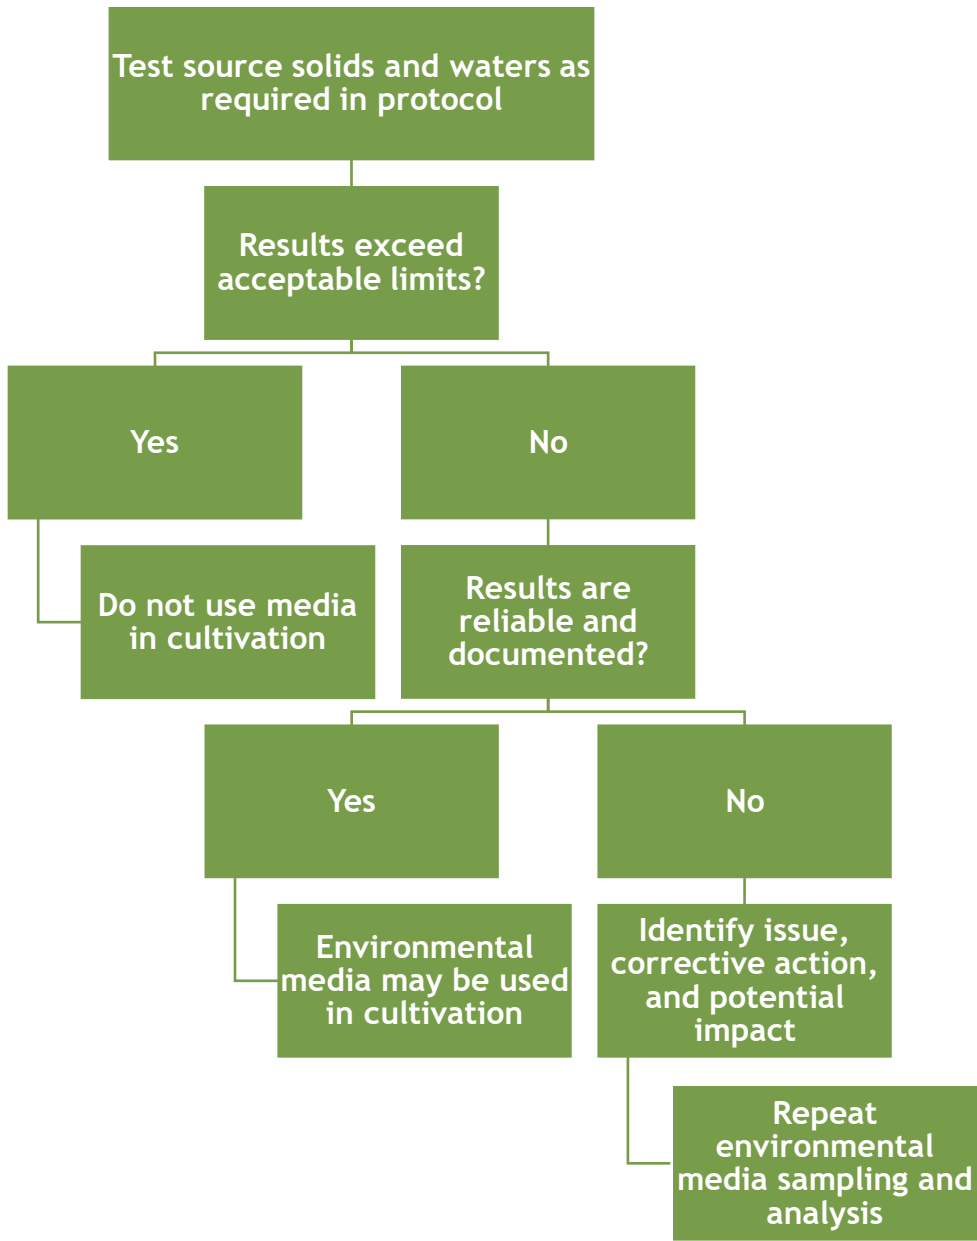 Test source solids and waters as
required in protocol
Results exceed
acceptable limits?
Yes
No
Do not use media
in cultivation
Results are
reliable and
documented?
Yes
No
Environmental
media may be used
in cultivation
Identify issue,
corrective action,
and potential
impact
Repeat
environmental
media sampling and
analysis